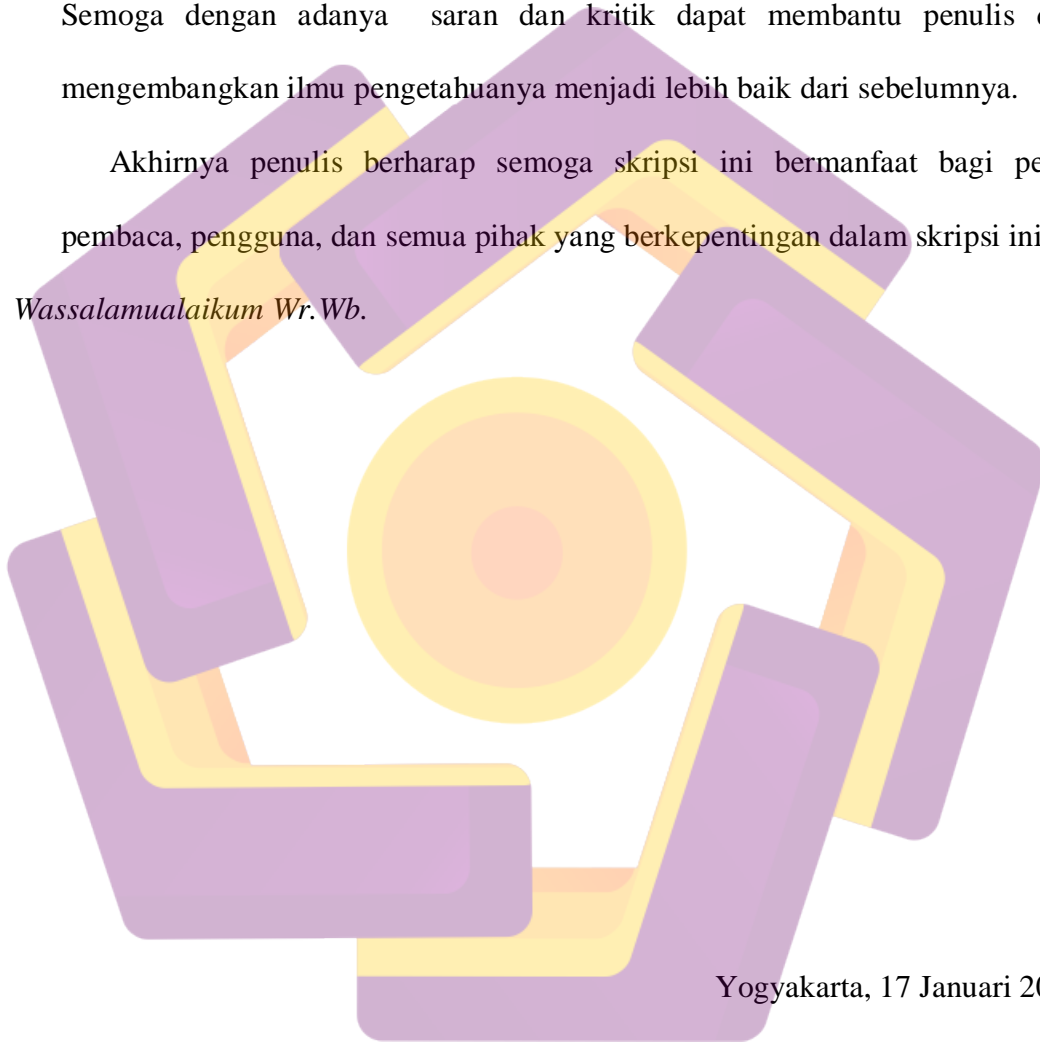 Semoga dengan adanya saran dan kritik dapat membantu penulis
mengembangkan ilmu pengetahuanya menjadi lebih baik dari sebelumnya.
Akhirnya penulis berharap semoga skripsi ini bermanfaat bagi
pembaca, pengguna, dan semua pihak yang berkepentingan dalam skripsi ini
Wassalamualaikum Wr.Wb.
Yogyakarta, 17 Januari